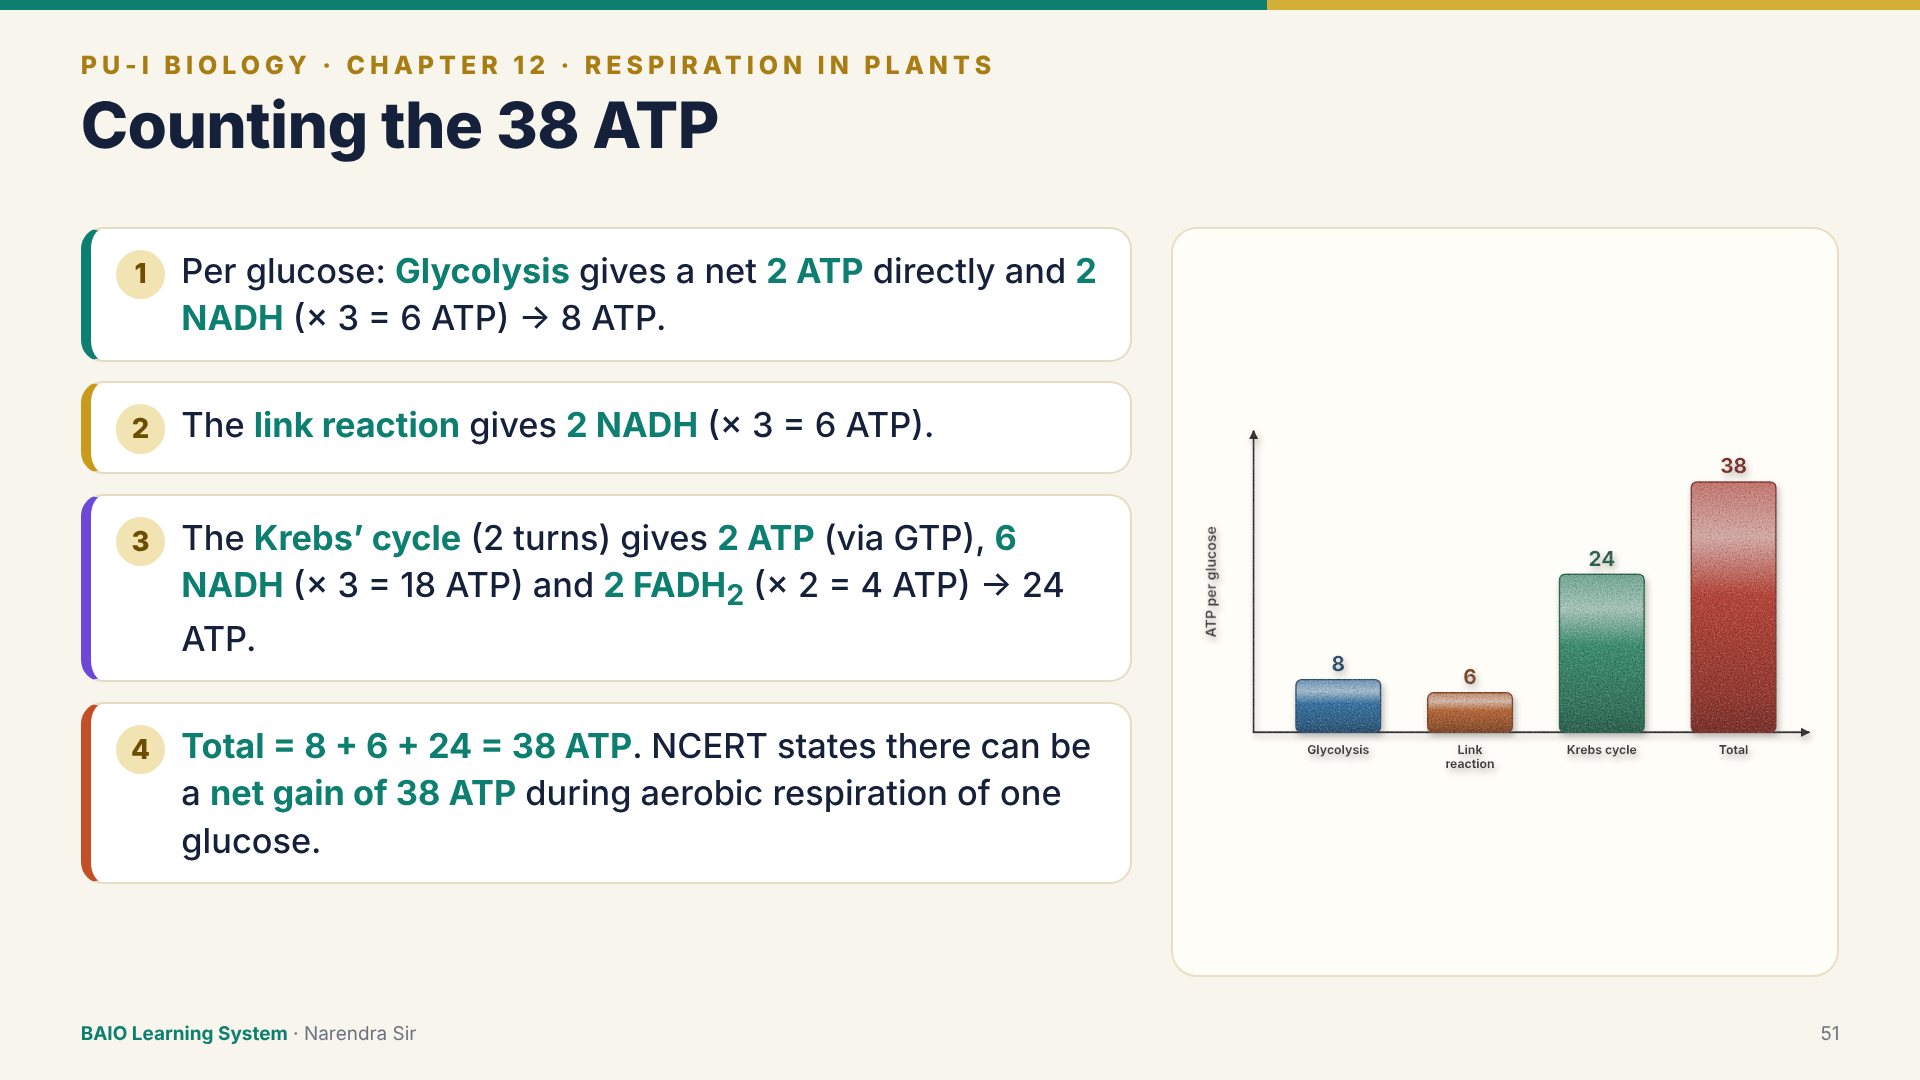 PU-I BIOLOGY · CHAPTER 12 · RESPIRATION IN PLANTS
Counting the 38 ATP
1 Per glucose: Glycolysis gives a net 2 ATP directly and 2
NADH (× 3 = 6 ATP) → 8 ATP.
2 The link reaction gives 2 NADH (× 3 = 6 ATP).
3 The Krebs’ cycle (2 turns) gives 2 ATP (via GTP), 6
NADH (× 3 = 18 ATP) and 2 FADH₂ (× 2 = 4 ATP) → 24
ATP.
4 Total = 8 + 6 + 24 = 38 ATP. NCERT states there can be
a net gain of 38 ATP during aerobic respiration of one
glucose.
ATP per glucose
8
6
24
38
Glycolysis
Link
reaction
Krebs cycle
Total
BAIO Learning System · Narendra Sir
51